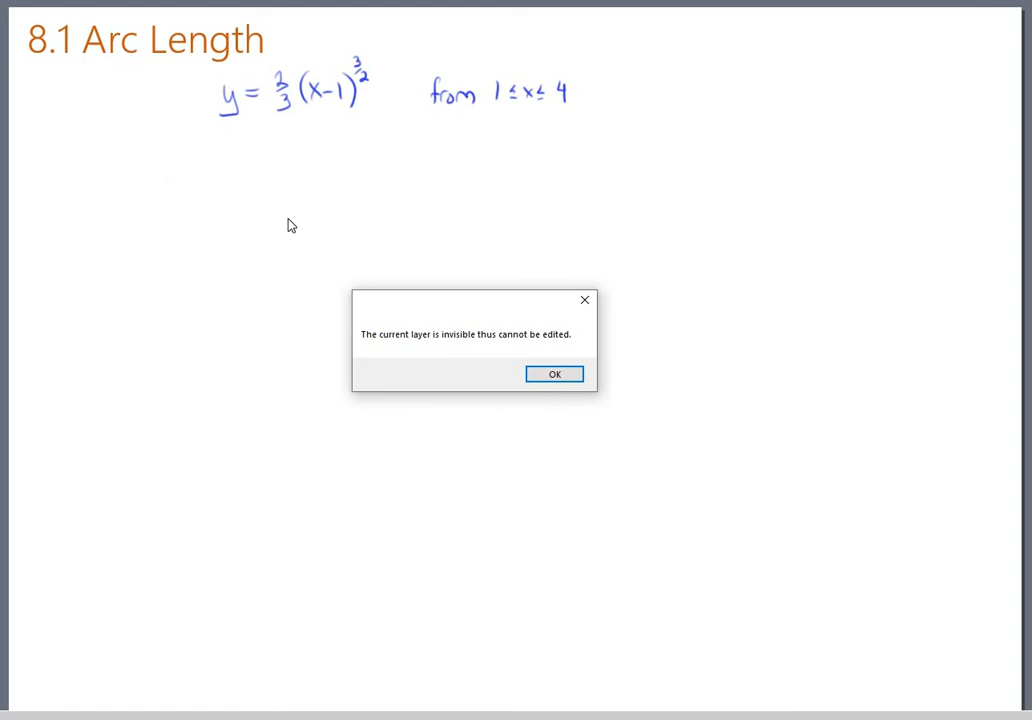 8.1 Arc Length
y = 2/3 (x-1)^(3/2) from 1 ≤ x ≤ 4
The current layer is invisible thus cannot be edited.
OK